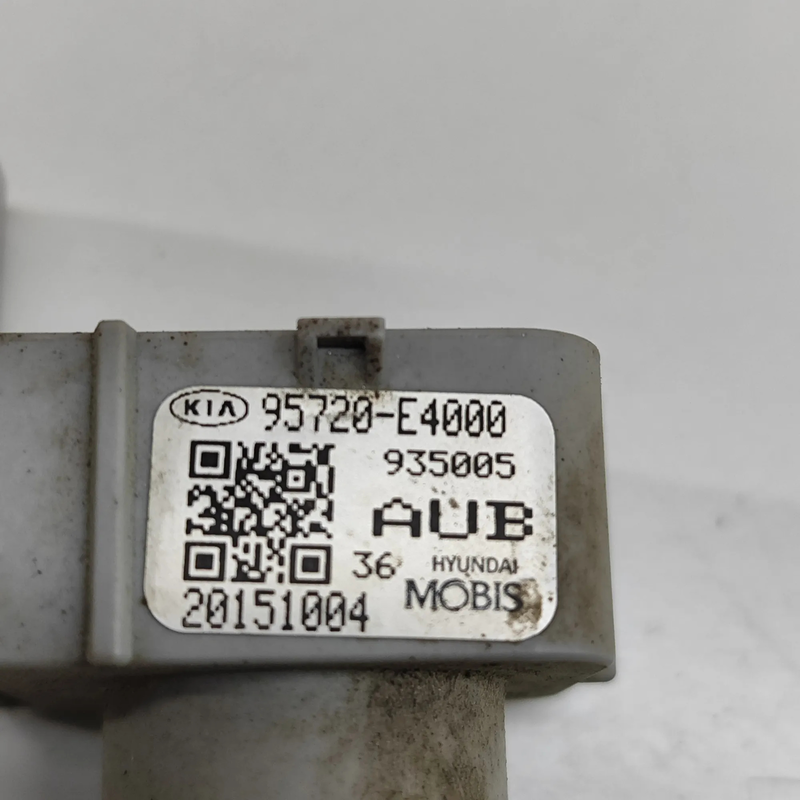 KIA 95720-E4000
935005
AUB
36 HYUNDAI
MOBIS
20151004